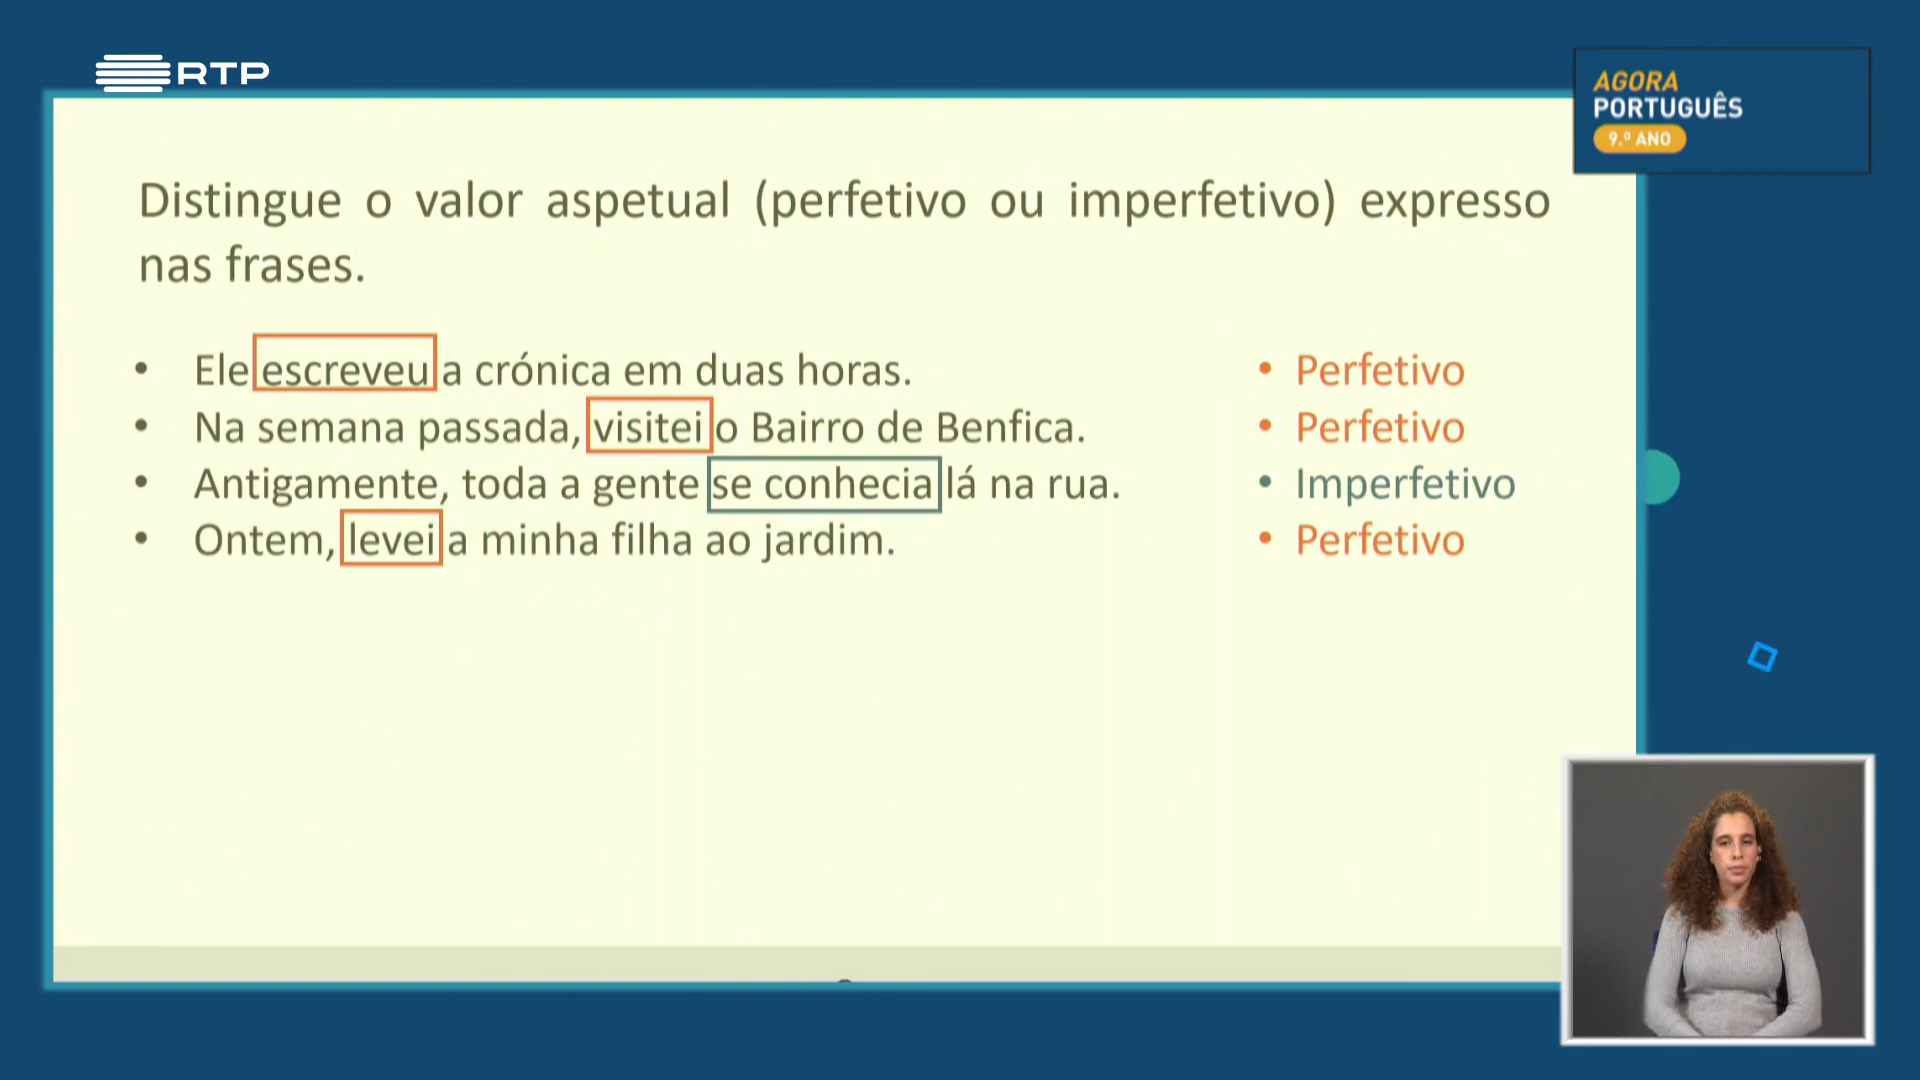 RTP
AGORA
PORTUGUÊS
9.º ANO
Distingue o valor aspetual (perfetivo ou imperfetivo) expresso
nas frases.
• Ele escreveu a crónica em duas horas. • Perfetivo
• Na semana passada, visitei o Bairro de Benfica. • Perfetivo
• Antigamente, toda a gente se conhecia lá na rua. • Imperfetivo
• Ontem, levei a minha filha ao jardim. • Perfetivo